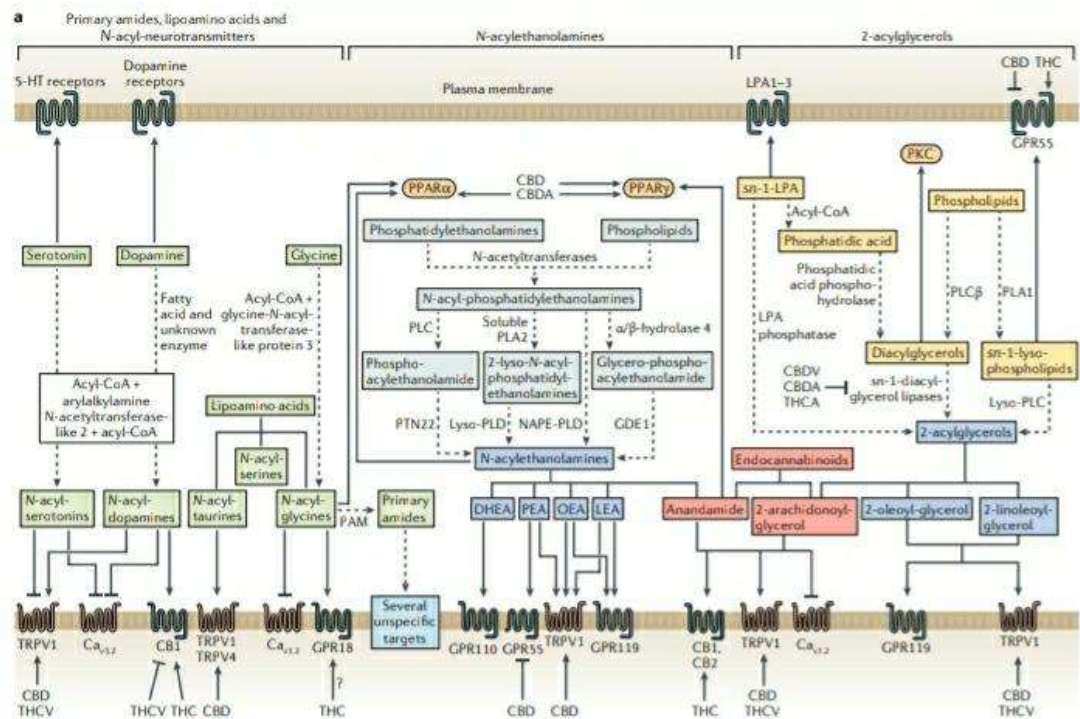 a
Primary amides, lipoamino acids and
N-acyl-neurotransmitters
N-acylethanolamines
2-acylglycerols
5-HT receptors
Dopamine
receptors
Plasma membrane
LPA1–3
CBD THC
GPR55
PPARα
CBD
CBDA
PPARγ
PKC
sn-1-LPA
Acyl-CoA
Phospholipids
Phosphatidylethanolamines
Phospholipids
Phosphatidic acid
Serotonin
Dopamine
Glycine
N-acetyltransferases
Phosphatidic
acid phospho-
hydrolase
PLCβ
PLA1
N-acyl-phosphatidylethanolamines
Fatty
acid and
unknown
enzyme
Acyl-CoA +
glycine-N-acyl-
transferase-
like protein 3
PLC
Soluble
PLA2
α/β-hydrolase 4
LPA
phosphatase
Phospho-
acylethanolamide
2-lyso-N-acyl-
phosphatidyl-
ethanolamines
Glycero-phospho-
acylethanolamide
Diacylglycerols
sn-1-lyso-
phospholipids
CBDV
CBDA
THCA
sn-1-diacyl-
glycerol lipases
Lyso-PLC
Acyl-CoA +
arylalkylamine
N-acetyltransferase-
like 2 + acyl-CoA
Lipoamino acids
PTN22
Lyso-PLD
NAPE-PLD
GDE1
2-acylglycerols
N-acyl-
serines
N-acylethanolamines
Endocannabinoids
N-acyl-
serotonins
N-acyl-
dopamines
N-acyl-
taurines
N-acyl-
glycines
PAM
Primary
amides
DHEA
PEA
OEA
LEA
Anandamide
2-arachidonoyl-
glycerol
2-oleoyl-glycerol
2-linoleoyl-
glycerol
Several
unspecific
targets
TRPV1
Cav3.2
CB1
TRPV1
TRPV4
Cav3.2
GPR18
GPR110
GPR55
TRPV1
GPR119
CB1,
CB2
TRPV1
Cav3.2
GPR119
TRPV1
?
CBD
THCV
THCV
THC
CBD
THC
CBD
CBD
THC
CBD
THCV
CBD
THCV